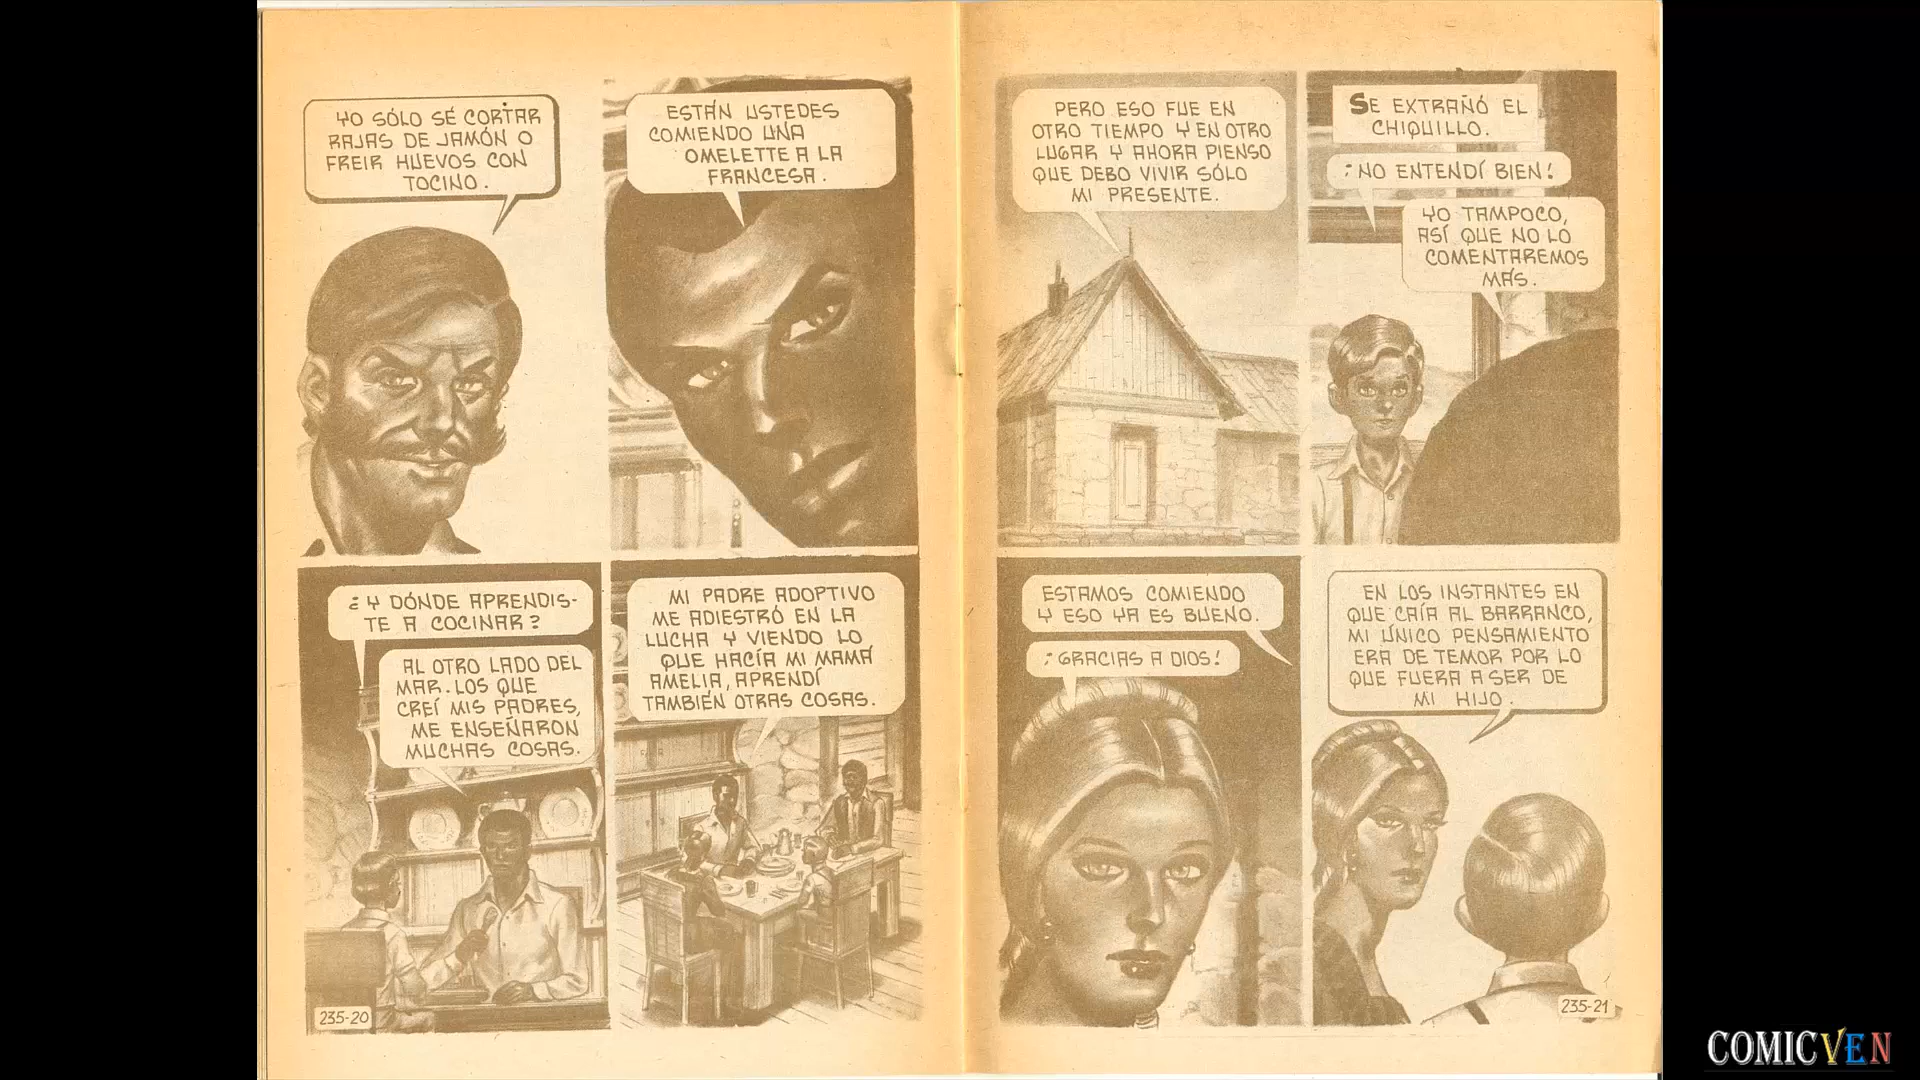 YO SÓLO SÉ CORTAR
RAJAS DE JAMÓN O
FREIR HUEVOS CON
TOCINO.
ESTÁN USTEDES
COMIENDO UNA
OMELETTE A LA
FRANCESA.
¿Y DÓNDE APRENDIS-
TE A COCINAR?
AL OTRO LADO DEL
MAR. LOS QUE
CREÍ MIS PADRES,
ME ENSEÑARON
MUCHAS COSAS.
MI PADRE ADOPTIVO
ME ADIESTRÓ EN LA
LUCHA Y VIENDO LO
QUE HACÍA MI MAMÁ
AMELIA, APRENDÍ
TAMBIÉN OTRAS COSAS.
235-20
PERO ESO FUE EN
OTRO TIEMPO Y EN OTRO
LUGAR Y AHORA PIENSO
QUE DEBO VIVIR SÓLO
MI PRESENTE.
SE EXTRAÑÓ EL
CHIQUILLO.
¡NO ENTENDÍ BIEN!
YO TAMPOCO,
ASÍ QUE NO LO
COMENTAREMOS
MÁS.
ESTAMOS COMIENDO
Y ESO YA ES BUENO.
¡GRACIAS A DIOS!
EN LOS INSTANTES EN
QUE CAÍA AL BARRANCO,
MI ÚNICO PENSAMIENTO
ERA DE TEMOR POR LO
QUE FUERA A SER DE
MI HIJO.
235-21
COMICVEN